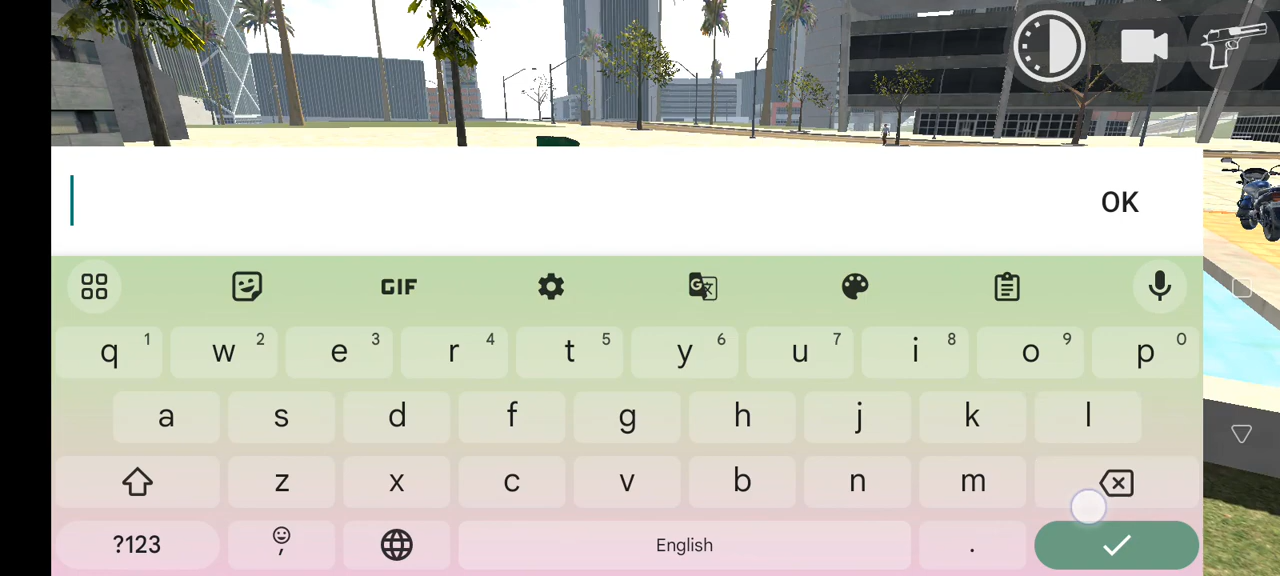 OK
GIF
q 1 w 2 e 3 r 4 t 5 y 6 u 7 i 8 o 9 p 0
a s d f g h j k l
z x c v b n m
?123 , English .